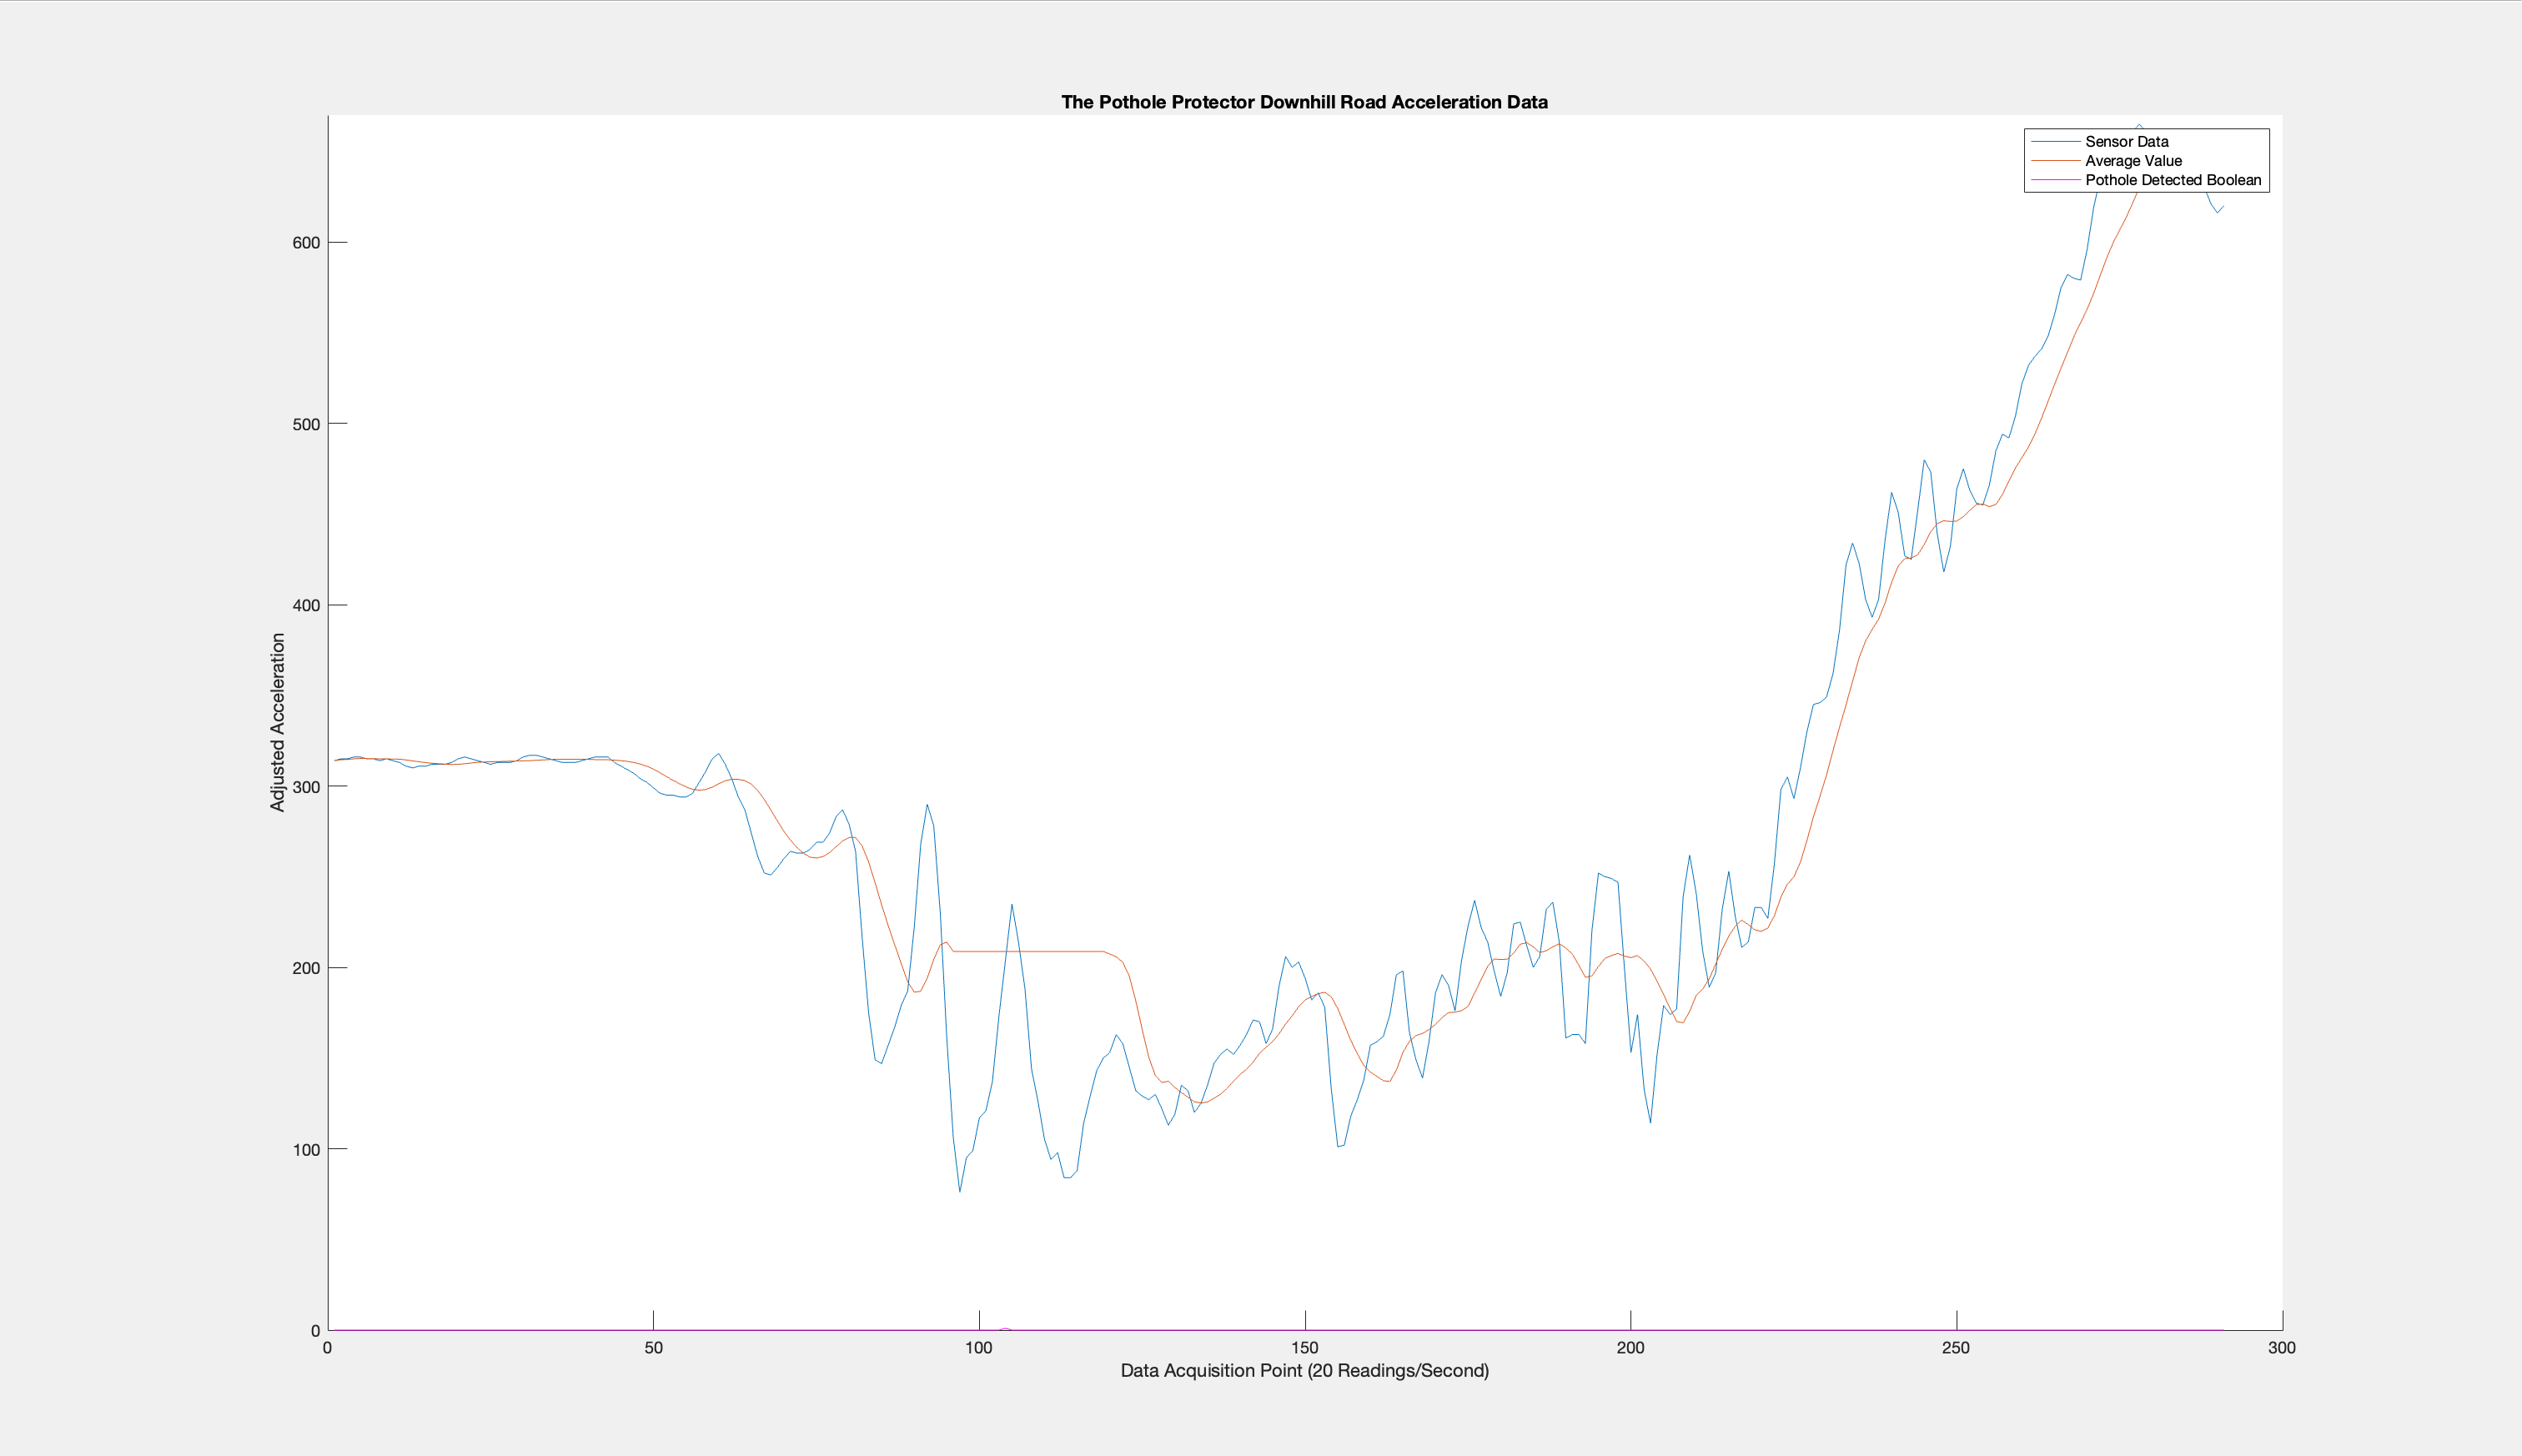 The Pothole Protector Downhill Road Acceleration Data
Sensor Data
Average Value
Pothole Detected Boolean
600
500
400
300
200
100
0
Adjusted Acceleration
0 50 100 150 200 250 300
Data Acquisition Point (20 Readings/Second)